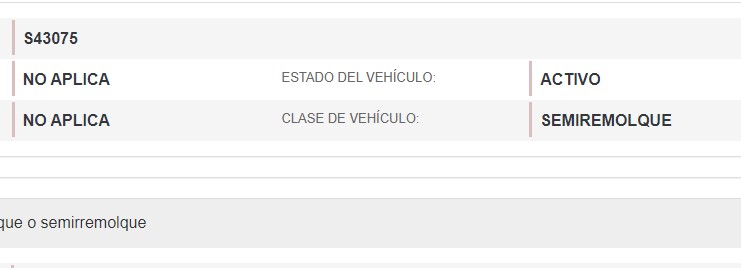 S43075
NO APLICA ESTADO DEL VEHÍCULO: ACTIVO
NO APLICA CLASE DE VEHÍCULO: SEMIREMOLQUE
que o semirremolque